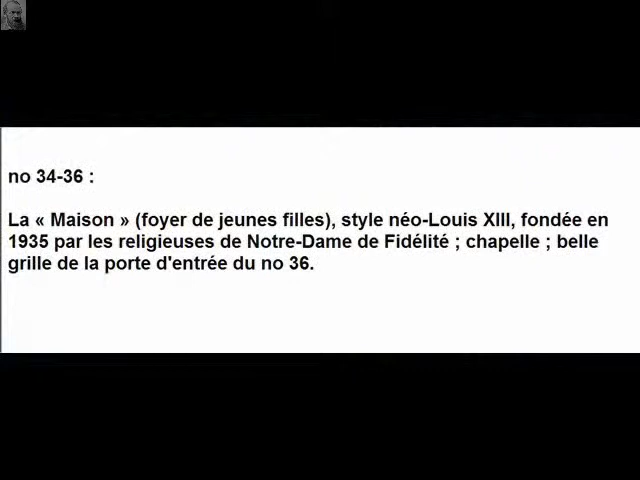 no 34-36 :
La « Maison » (foyer de jeunes filles), style néo-Louis XIII, fondée en
1935 par les religieuses de Notre-Dame de Fidélité ; chapelle ; belle
grille de la porte d'entrée du no 36.